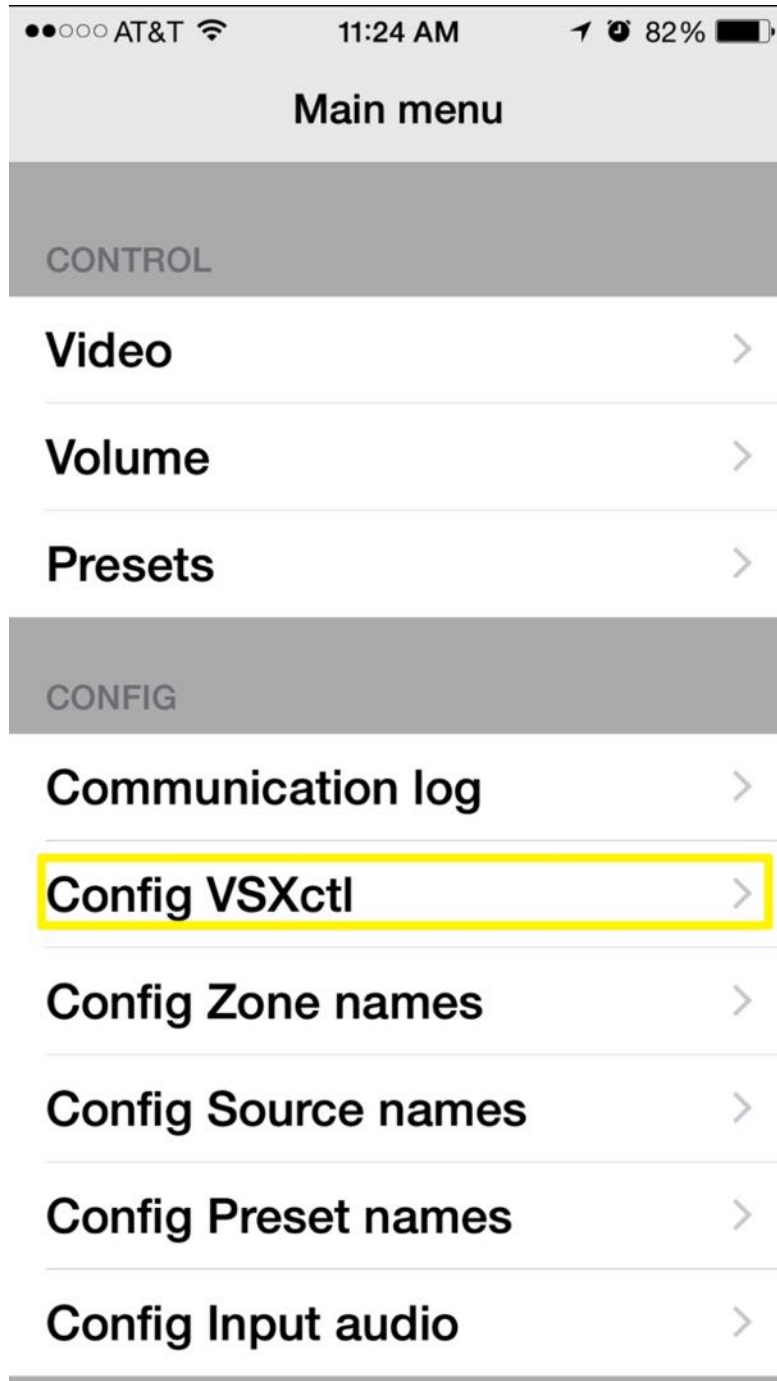 AT&T 11:24 AM 82%
Main menu
CONTROL
Video
Volume
Presets
CONFIG
Communication log
Config VSXctl
Config Zone names
Config Source names
Config Preset names
Config Input audio